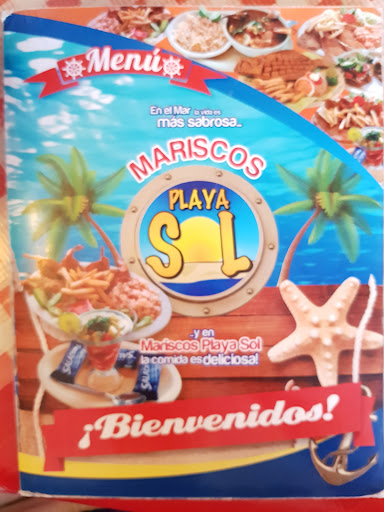 Menú
En el Mar la vida es
más sabrosa...
MARISCOS
PLAYA
SOL
...y en
Mariscos Playa Sol
la comida es deliciosa!
¡Bienvenidos!